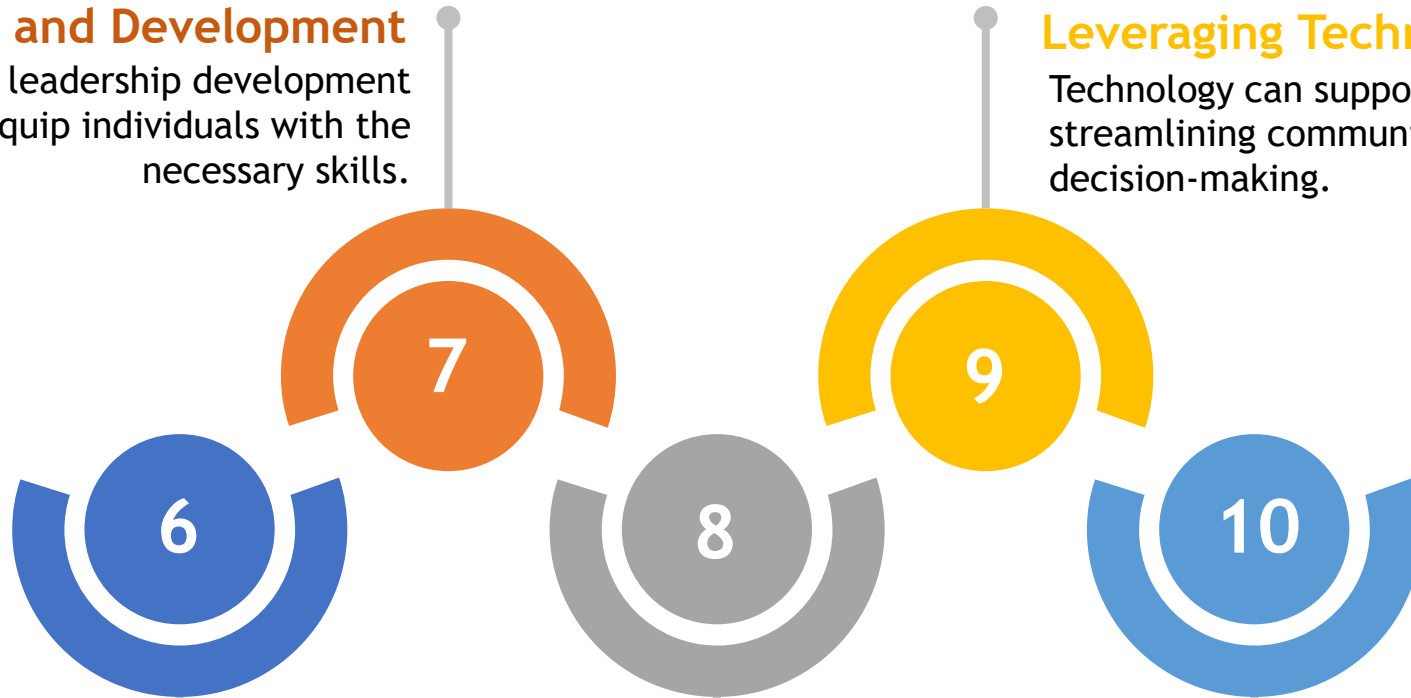 and Development
leadership development
quip individuals with the
necessary skills.
Leveraging Techn
Technology can suppo
streamlining commun
decision-making.
7
9
6
8
10